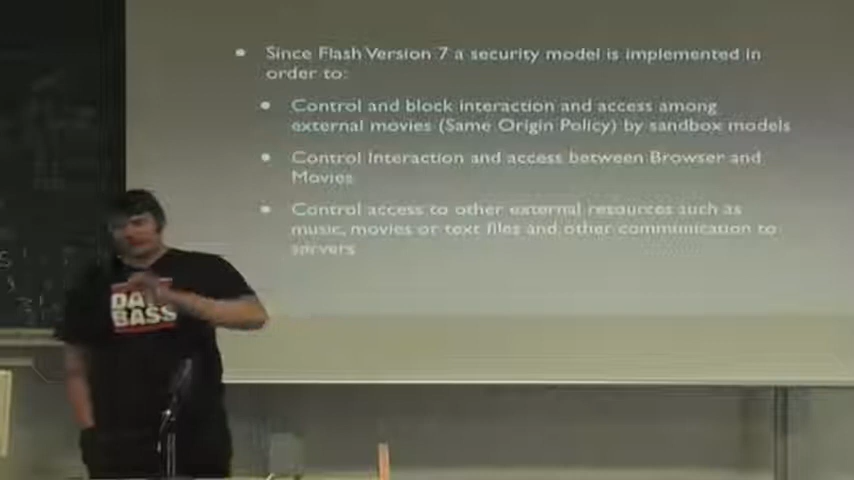 Since Flash Version 7 a security model is implemented in
order to:
Control and block interaction and access among
external movies (Same Origin Policy) by sandbox models
Control Interaction and access between Browser and
Movies
Control access to other external resources such as
music, movies or text files and other communication to
servers
BASS